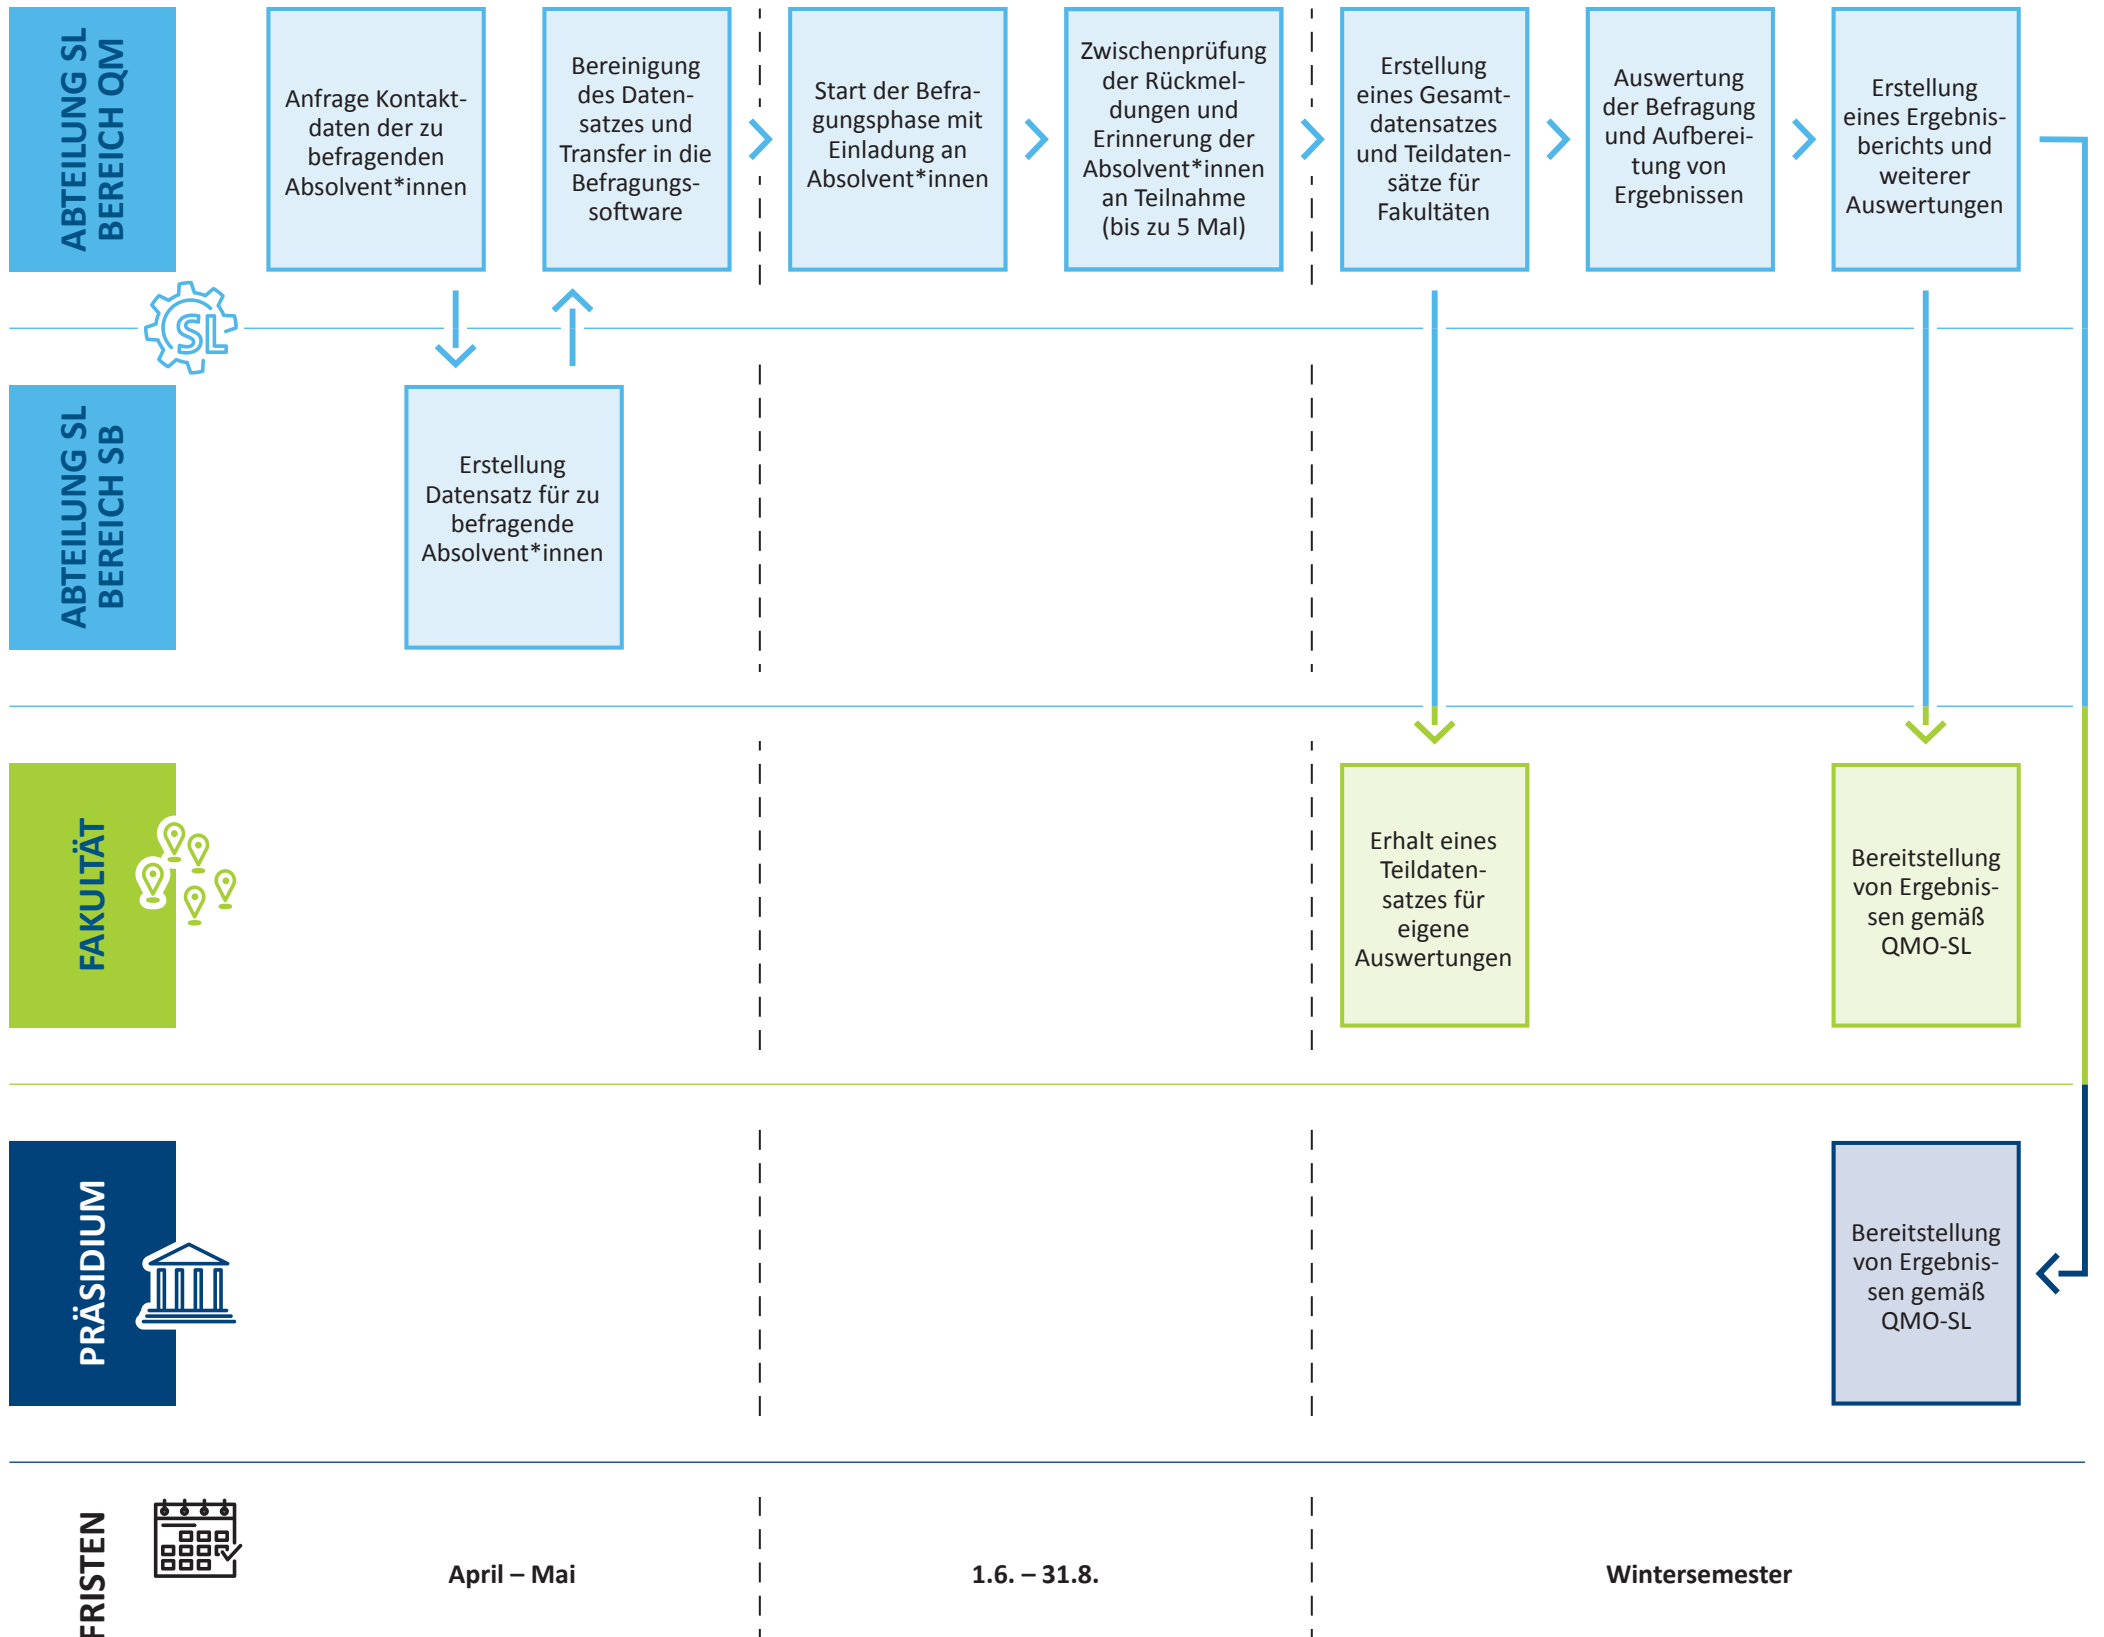 ABTEILUNG SL
BEREICH QM
Anfrage Kontakt-
daten der zu
befragenden
Absolvent*innen
Bereinigung
des Daten-
satzes und
Transfer in die
Befragungs-
software
Start der Befra-
gungsphase mit
Einladung an
Absolvent*innen
Zwischenprüfung
der Rückmel-
dungen und
Erinnerung der
Absolvent*innen
an Teilnahme
(bis zu 5 Mal)
Erstellung
eines Gesamt-
datensatzes
und Teildaten-
sätze für
Fakultäten
Auswertung
der Befragung
und Aufberei-
tung von
Ergebnissen
Erstellung
eines Ergebnis-
berichts und
weiterer
Auswertungen
SL
ABTEILUNG SL
BEREICH SB
Erstellung
Datensatz für zu
befragende
Absolvent*innen
FAKULTÄT
Erhalt eines
Teildaten-
satzes für
eigene
Auswertungen
Bereitstellung
von Ergebnis-
sen gemäß
QMO-SL
PRÄSIDIUM
Bereitstellung
von Ergebnis-
sen gemäß
QMO-SL
FRISTEN
April – Mai
1.6. – 31.8.
Wintersemester